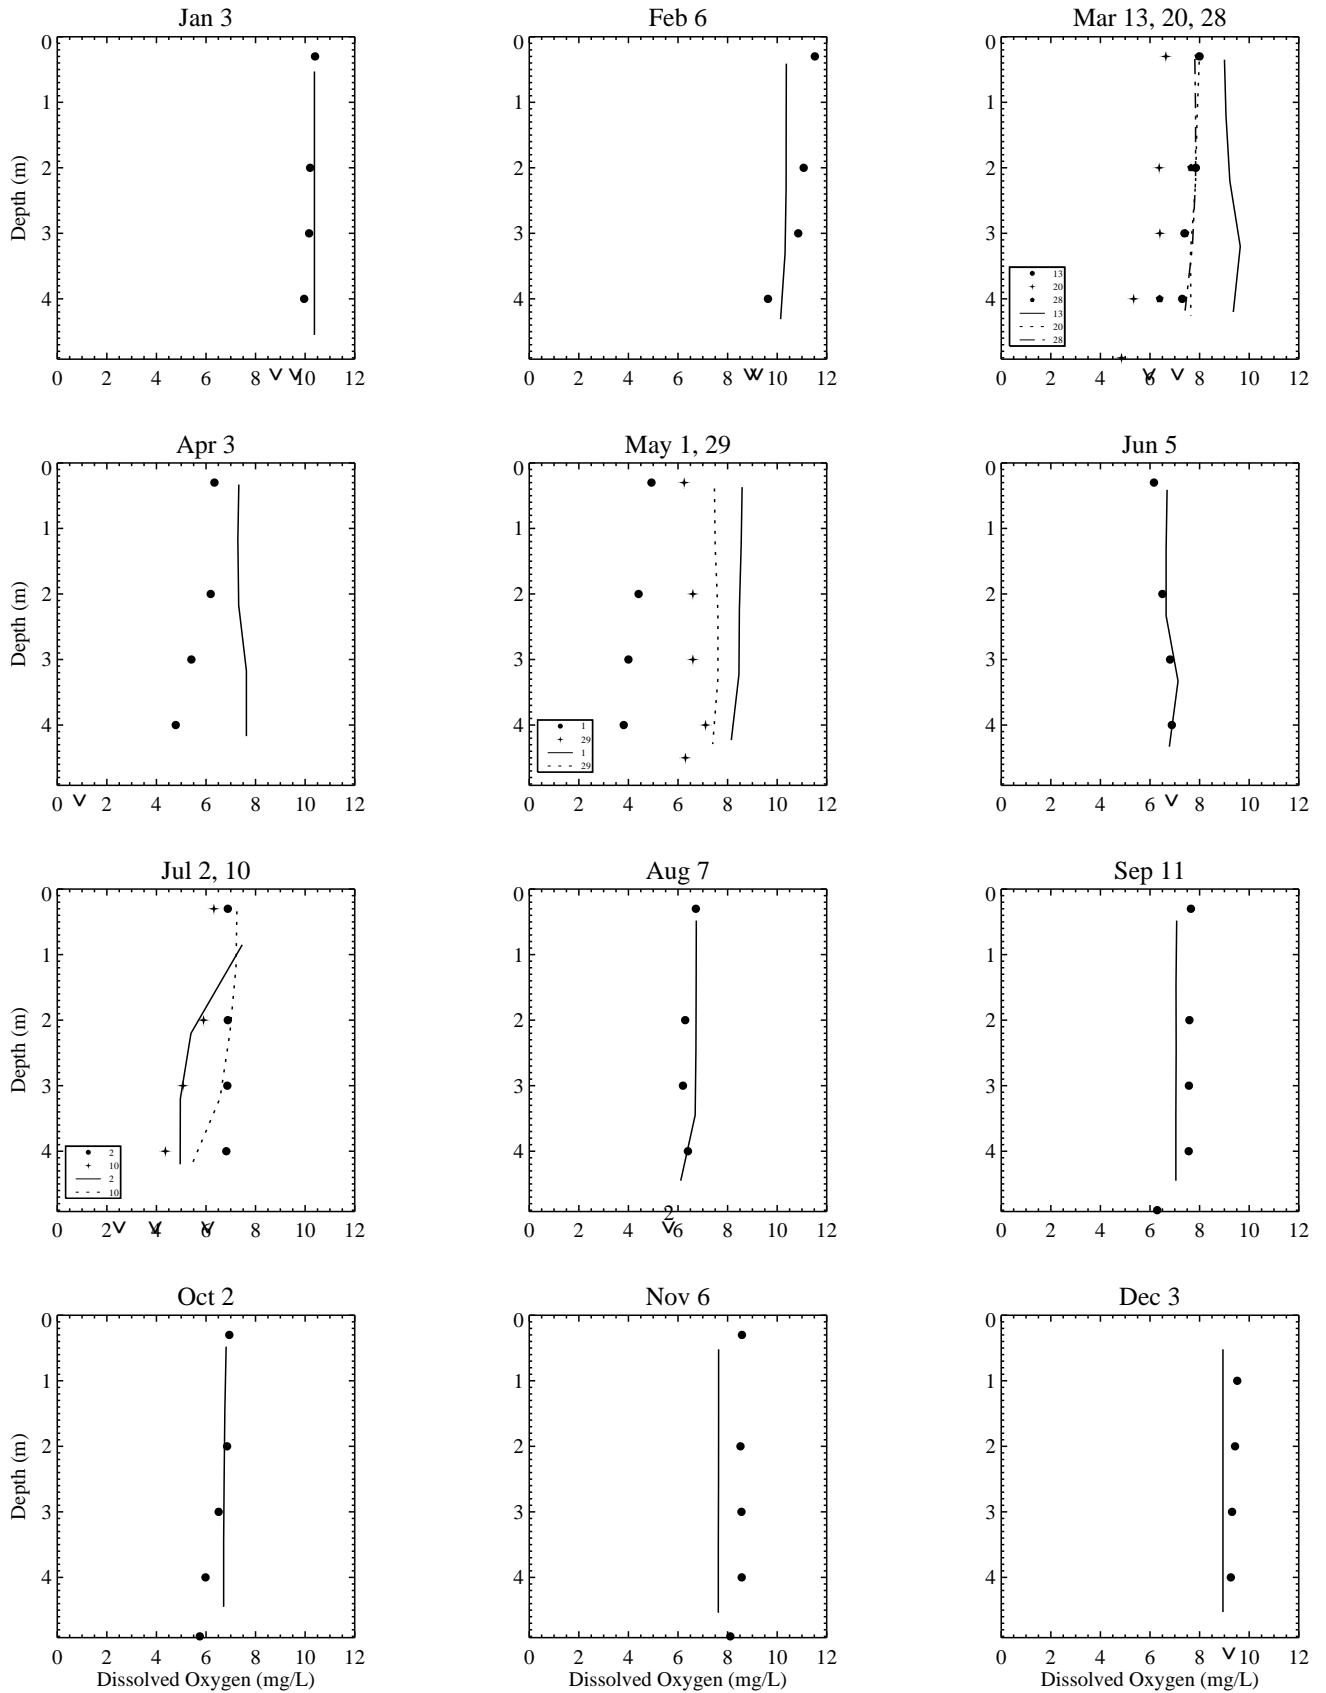 Jan 3
Feb 6
Mar 13, 20, 28
0
1
2
3
4
Depth (m)
0 2 4 6 8 10 12
0
1
2
3
4
0 2 4 6 8 10 12
0
1
2
3
4
13
20
28
13
20
28
0 2 4 6 8 10 12
Apr 3
May 1, 29
Jun 5
0
1
2
3
4
Depth (m)
0 2 4 6 8 10 12
0
1
2
3
4
1
29
1
29
0 2 4 6 8 10 12
0
1
2
3
4
0 2 4 6 8 10 12
Jul 2, 10
Aug 7
Sep 11
0
1
2
3
4
Depth (m)
2
10
2
10
0 2 4 6 8 10 12
0
1
2
3
4
2
0 2 4 6 8 10 12
0
1
2
3
4
0 2 4 6 8 10 12
Oct 2
Nov 6
Dec 3
0
1
2
3
4
Depth (m)
0 2 4 6 8 10 12
Dissolved Oxygen (mg/L)
0
1
2
3
4
0 2 4 6 8 10 12
Dissolved Oxygen (mg/L)
0
1
2
3
4
0 2 4 6 8 10 12
Dissolved Oxygen (mg/L)